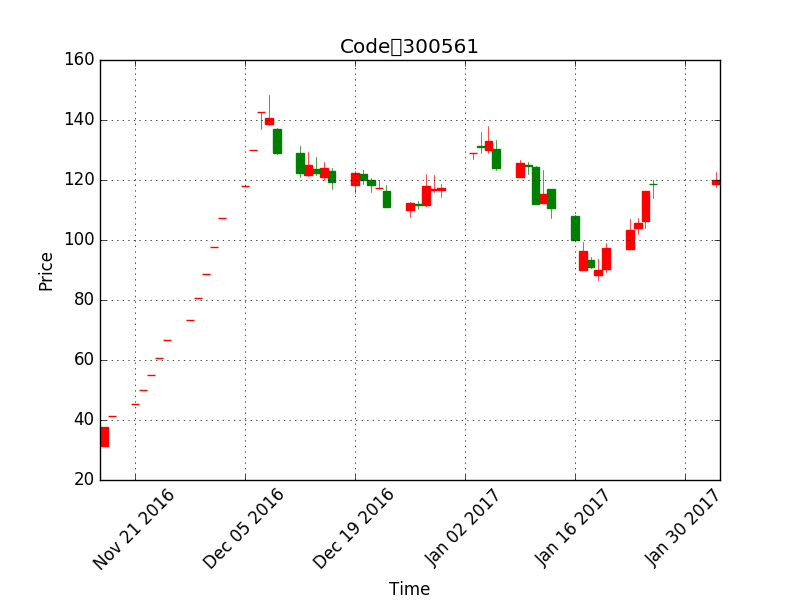 Code▯300561
160
140
120
100
80
60
40
20
Price
Nov 21 2016
Dec 05 2016
Dec 19 2016
Jan 02 2017
Jan 16 2017
Jan 30 2017
Time